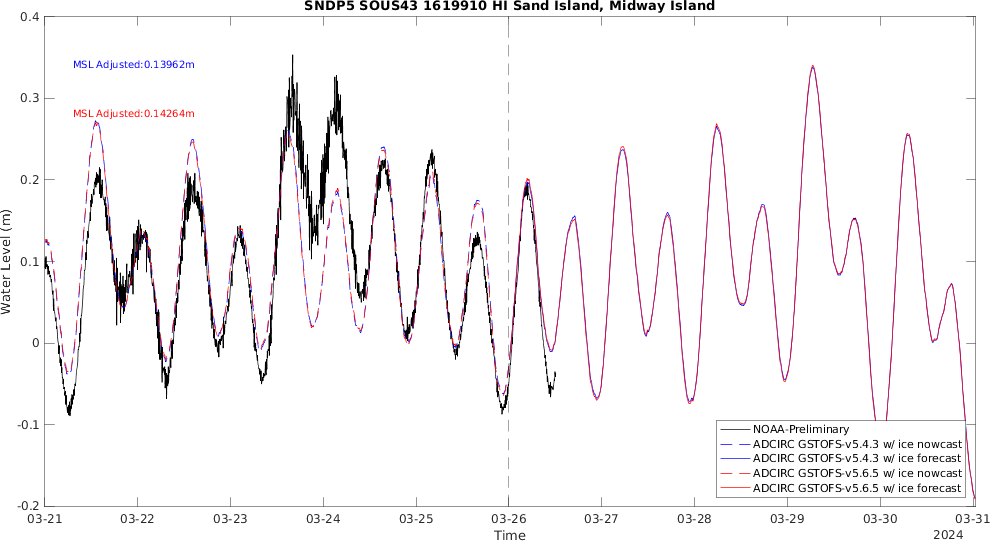 SNDP5 SOUS43 1619910 HI Sand Island, Midway Island
0.4
0.3
0.2
0.1
0
-0.1
-0.2
Water Level (m)
MSL Adjusted:0.13962m
MSL Adjusted:0.14264m
NOAA-Preliminary
ADCIRC GSTOFS-v5.4.3 w/ ice nowcast
ADCIRC GSTOFS-v5.4.3 w/ ice forecast
ADCIRC GSTOFS-v5.6.5 w/ ice nowcast
ADCIRC GSTOFS-v5.6.5 w/ ice forecast
03-21 03-22 03-23 03-24 03-25 03-26 03-27 03-28 03-29 03-30 03-31
Time
2024